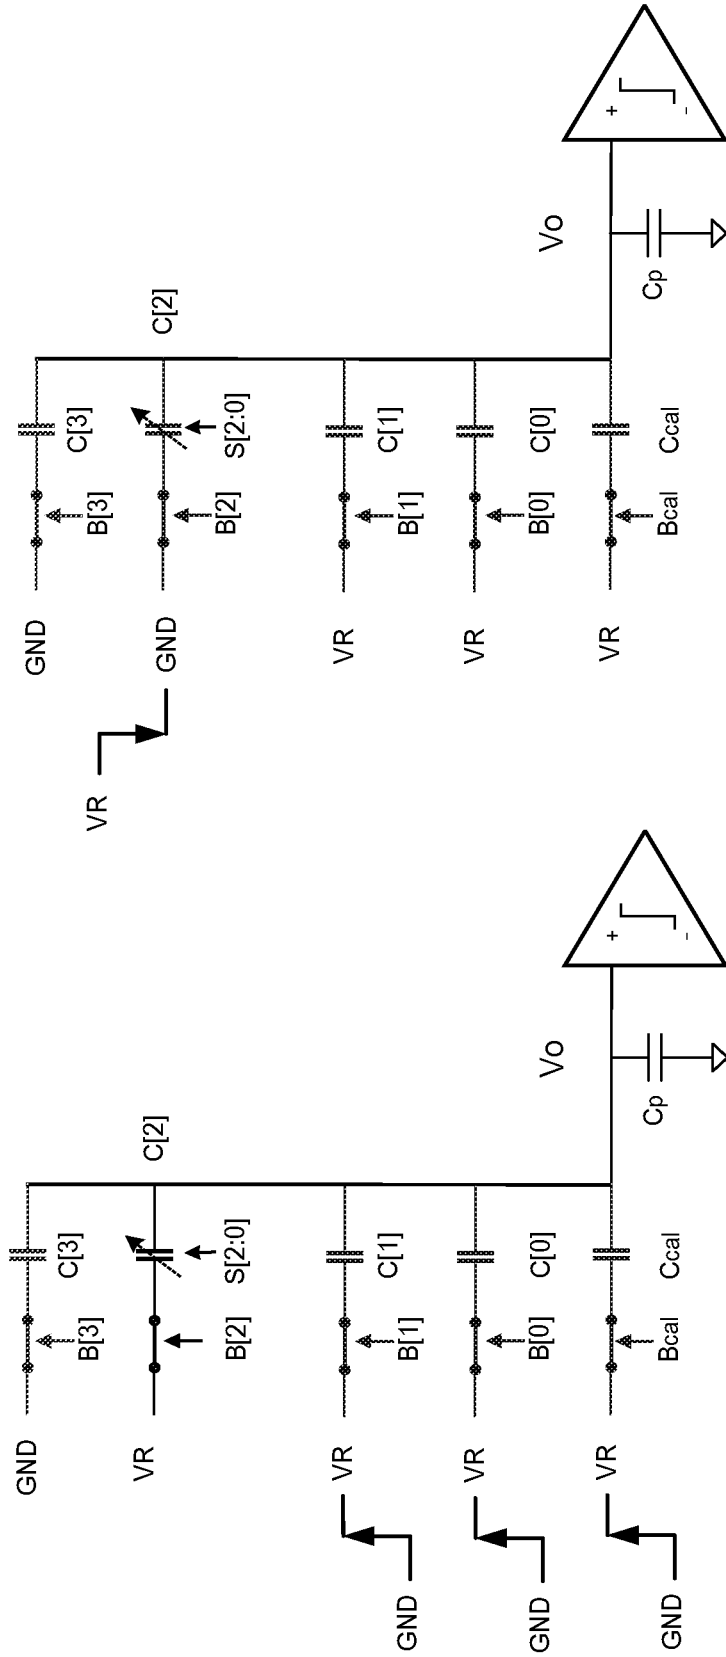 GND
VR
VR
GND
VR
GND
VR
GND
B[3]
B[2]
B[1]
B[0]
Bcal
C[3]
S[2:0]
C[1]
C[0]
Ccal
C[2]
Cp
Vo
+
-
VR
GND
GND
VR
VR
VR
B[3]
B[2]
B[1]
B[0]
Bcal
C[3]
S[2:0]
C[1]
C[0]
Ccal
C[2]
Cp
Vo
+
-